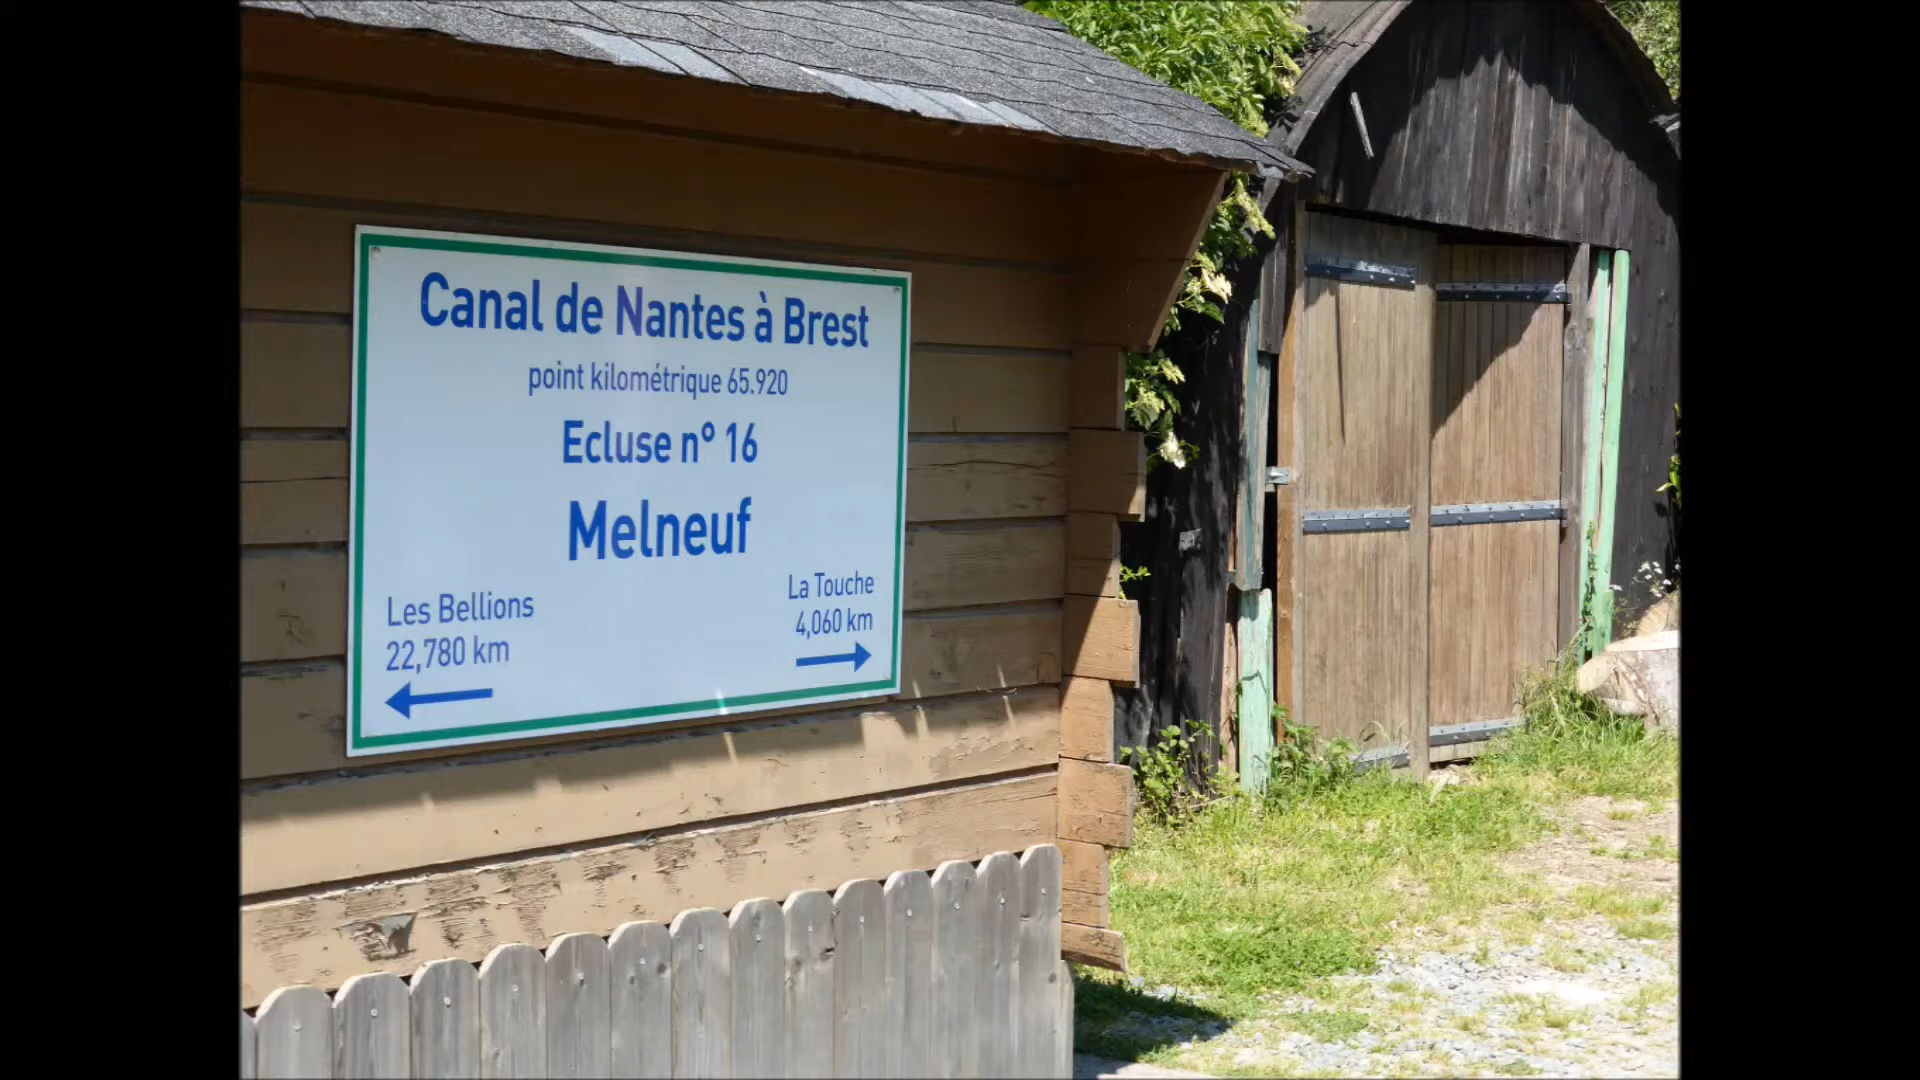 Canal de Nantes à Brest
point kilométrique 65.920
Ecluse n° 16
Melneuf
Les Bellions
22,780 km
La Touche
4,060 km